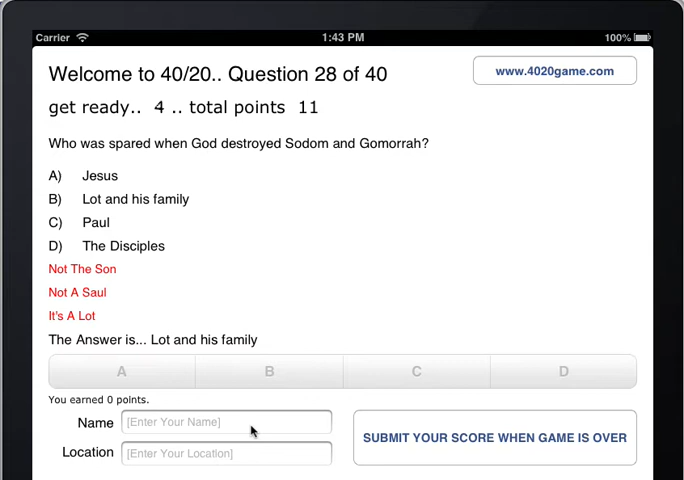 Carrier 1:43 PM 100%
Welcome to 40/20.. Question 28 of 40
www.4020game.com
get ready.. 4 .. total points 11
Who was spared when God destroyed Sodom and Gomorrah?
A) Jesus
B) Lot and his family
C) Paul
D) The Disciples
Not The Son
Not A Saul
It's A Lot
The Answer is... Lot and his family
A B C D
You earned 0 points.
Name [Enter Your Name]
SUBMIT YOUR SCORE WHEN GAME IS OVER
Location [Enter Your Location]